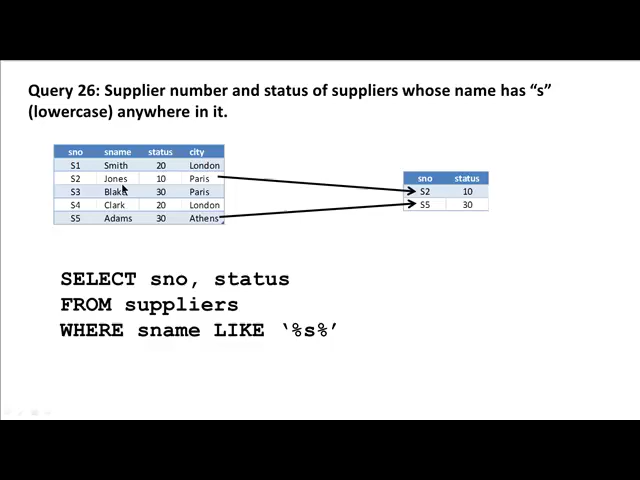 Query 26: Supplier number and status of suppliers whose name has “s”
(lowercase) anywhere in it.
sno sname status city
S1 Smith 20 London
S2 Jones 10 Paris
S3 Blake 30 Paris
S4 Clark 20 London
S5 Adams 30 Athens
sno status
S2 10
S5 30
SELECT sno, status
FROM suppliers
WHERE sname LIKE ‘%s%’